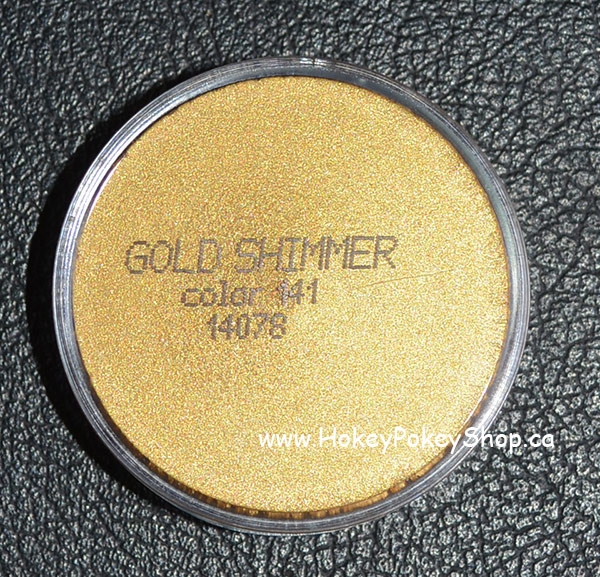 GOLD SHIMMER
color 141
14078
www.HokeyPokeyShop.ca